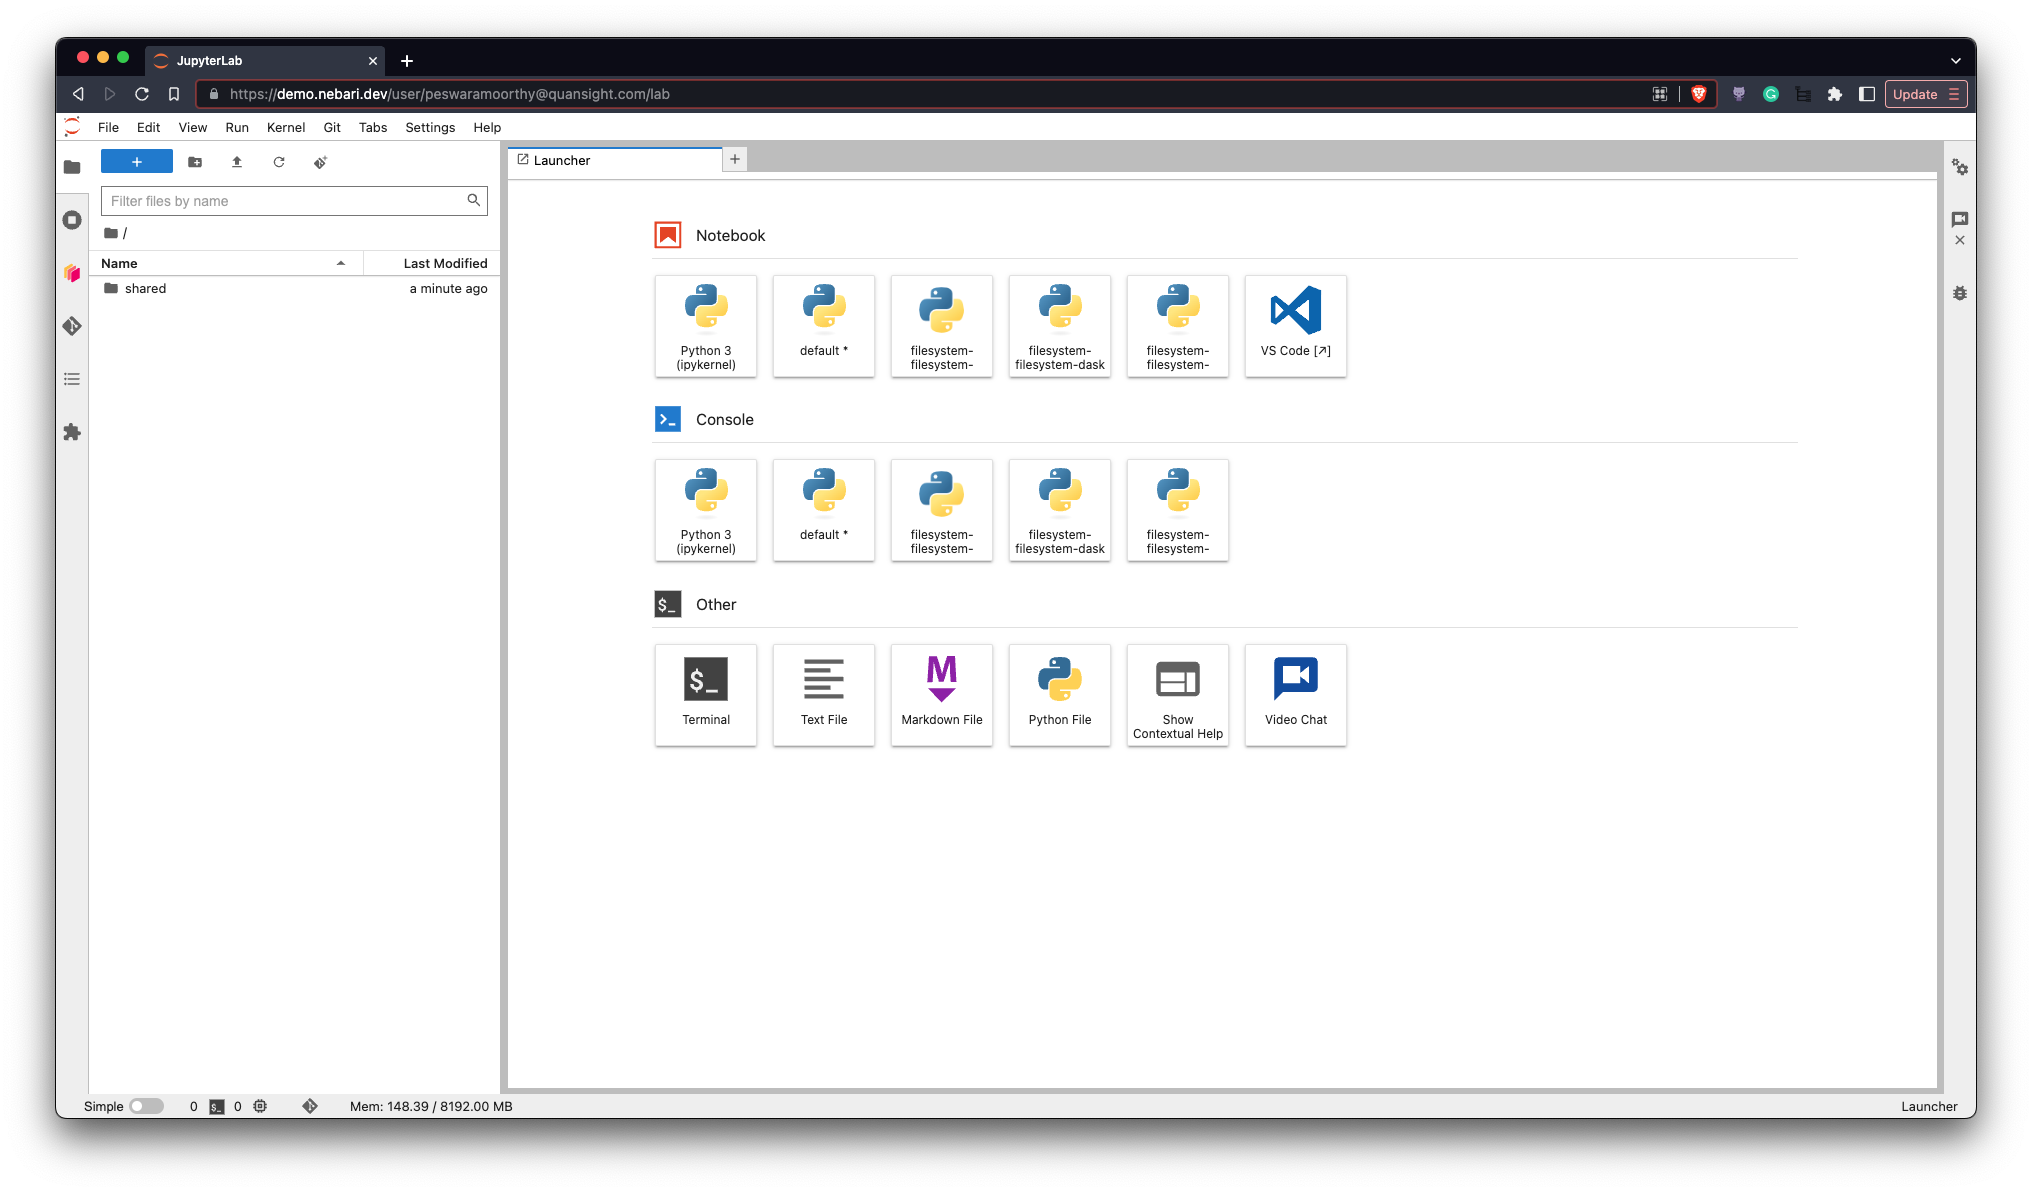 JupyterLab
https://demo.nebari.dev/user/peswaramoorthy@quansight.com/lab
Update
File Edit View Run Kernel Git Tabs Settings Help
Launcher
Filter files by name
/
Name Last Modified
shared a minute ago
Notebook
Python 3
(ipykernel)
default *
filesystem-
filesystem-
filesystem-
filesystem-dask
filesystem-
filesystem-
VS Code [↗]
Console
Python 3
(ipykernel)
default *
filesystem-
filesystem-
filesystem-
filesystem-dask
filesystem-
filesystem-
$_ Other
$_
Terminal
Text File
M
Markdown File
Python File
Show
Contextual Help
Video Chat
Simple 0 $_ 0 Mem: 148.39 / 8192.00 MB Launcher